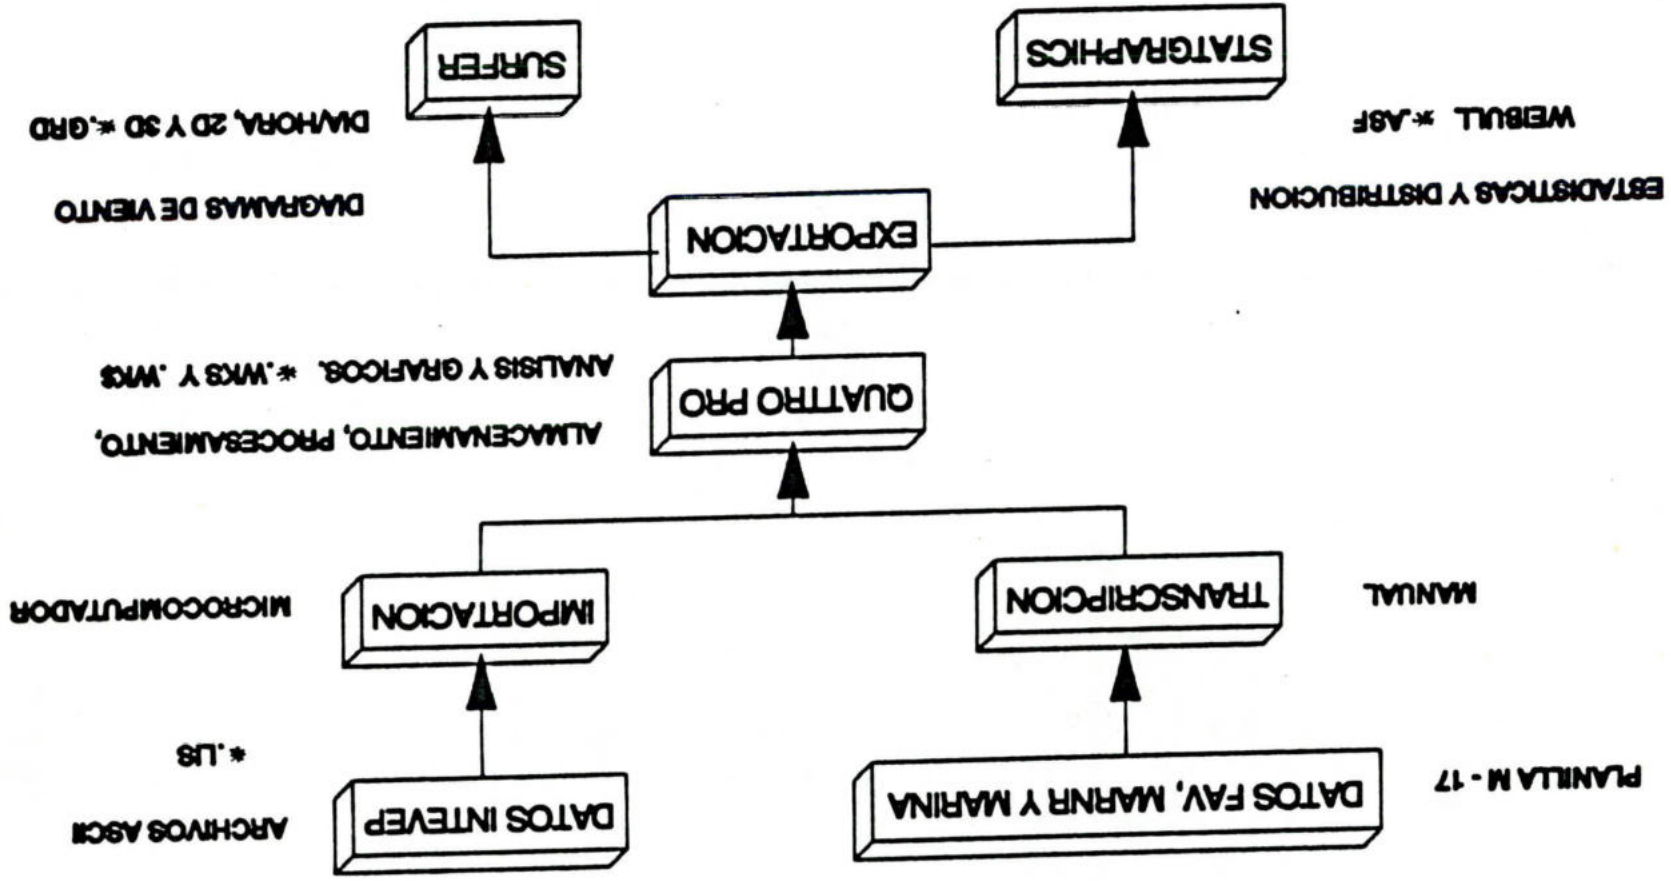 PLANILLA M - 17
DATOS FAV, MARNR Y MARINA
DATOS INTEVEP
ARCHIVOS ASCII
*.LIS
MANUAL
TRANSCRIPCION
IMPORTACION
MICROCOMPUTADOR
QUATTRO PRO
ALMACENAMIENTO, PROCESAMIENTO,
ANALISIS Y GRAFICOS. *.WKS Y .WK$
EXPORTACION
ESTADISTICAS Y DISTRIBUCION
WEIBULL *.ASF
DIAGRAMAS DE VIENTO
DIA/HORA, 2D Y 3D *.GRD
STATGRAPHICS
SURFER